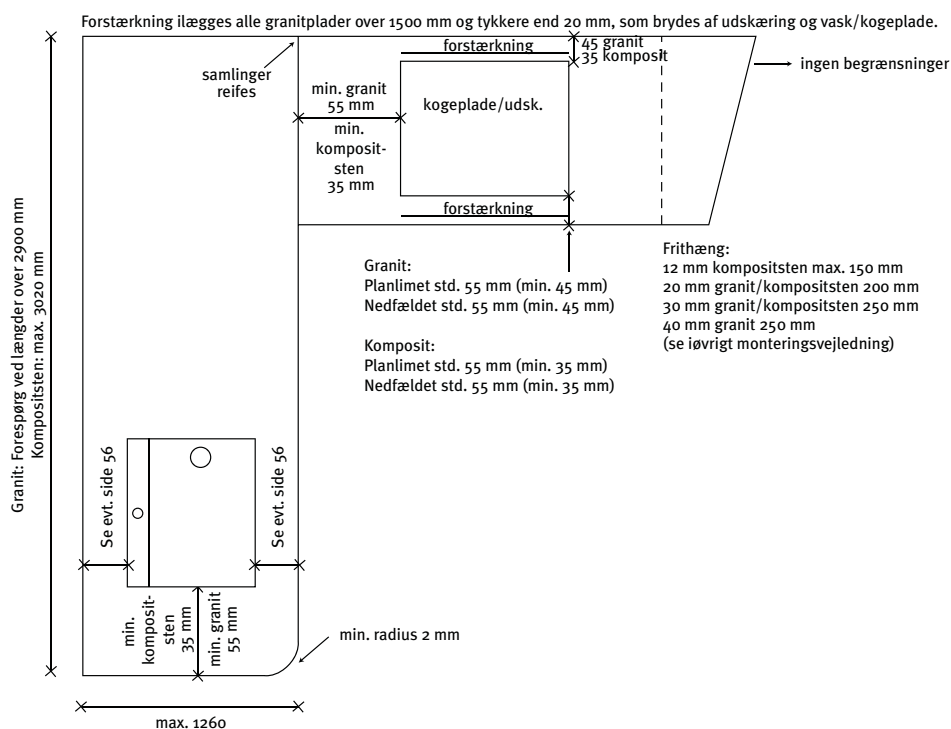 Forstærkning ilægges alle granitplader over 1500 mm og tykkere end 20 mm, som brydes af udskæring og vask/kogeplade.
forstærkning
45 granit
35 komposit
ingen begrænsninger
samlinger
reifes
min. granit
55 mm
min.
komposit-
sten
35 mm
kogeplade/udsk.
forstærkning
Granit:
Planlimet std. 55 mm (min. 45 mm)
Nedfældet std. 55 mm (min. 45 mm)
Komposit:
Planlimet std. 55 mm (min. 35 mm)
Nedfældet std. 55 mm (min. 35 mm)
Frithæng:
12 mm kompositsten max. 150 mm
20 mm granit/kompositsten 200 mm
30 mm granit/kompositsten 250 mm
40 mm granit 250 mm
(se iøvrigt monteringsvejledning)
Granit: Forespørg ved længder over 2900 mm
Kompositsten: max. 3020 mm
Se evt. side 56
Se evt. side 56
min.
komposit-
sten
35 mm
min. granit
55 mm
min. radius 2 mm
max. 1260